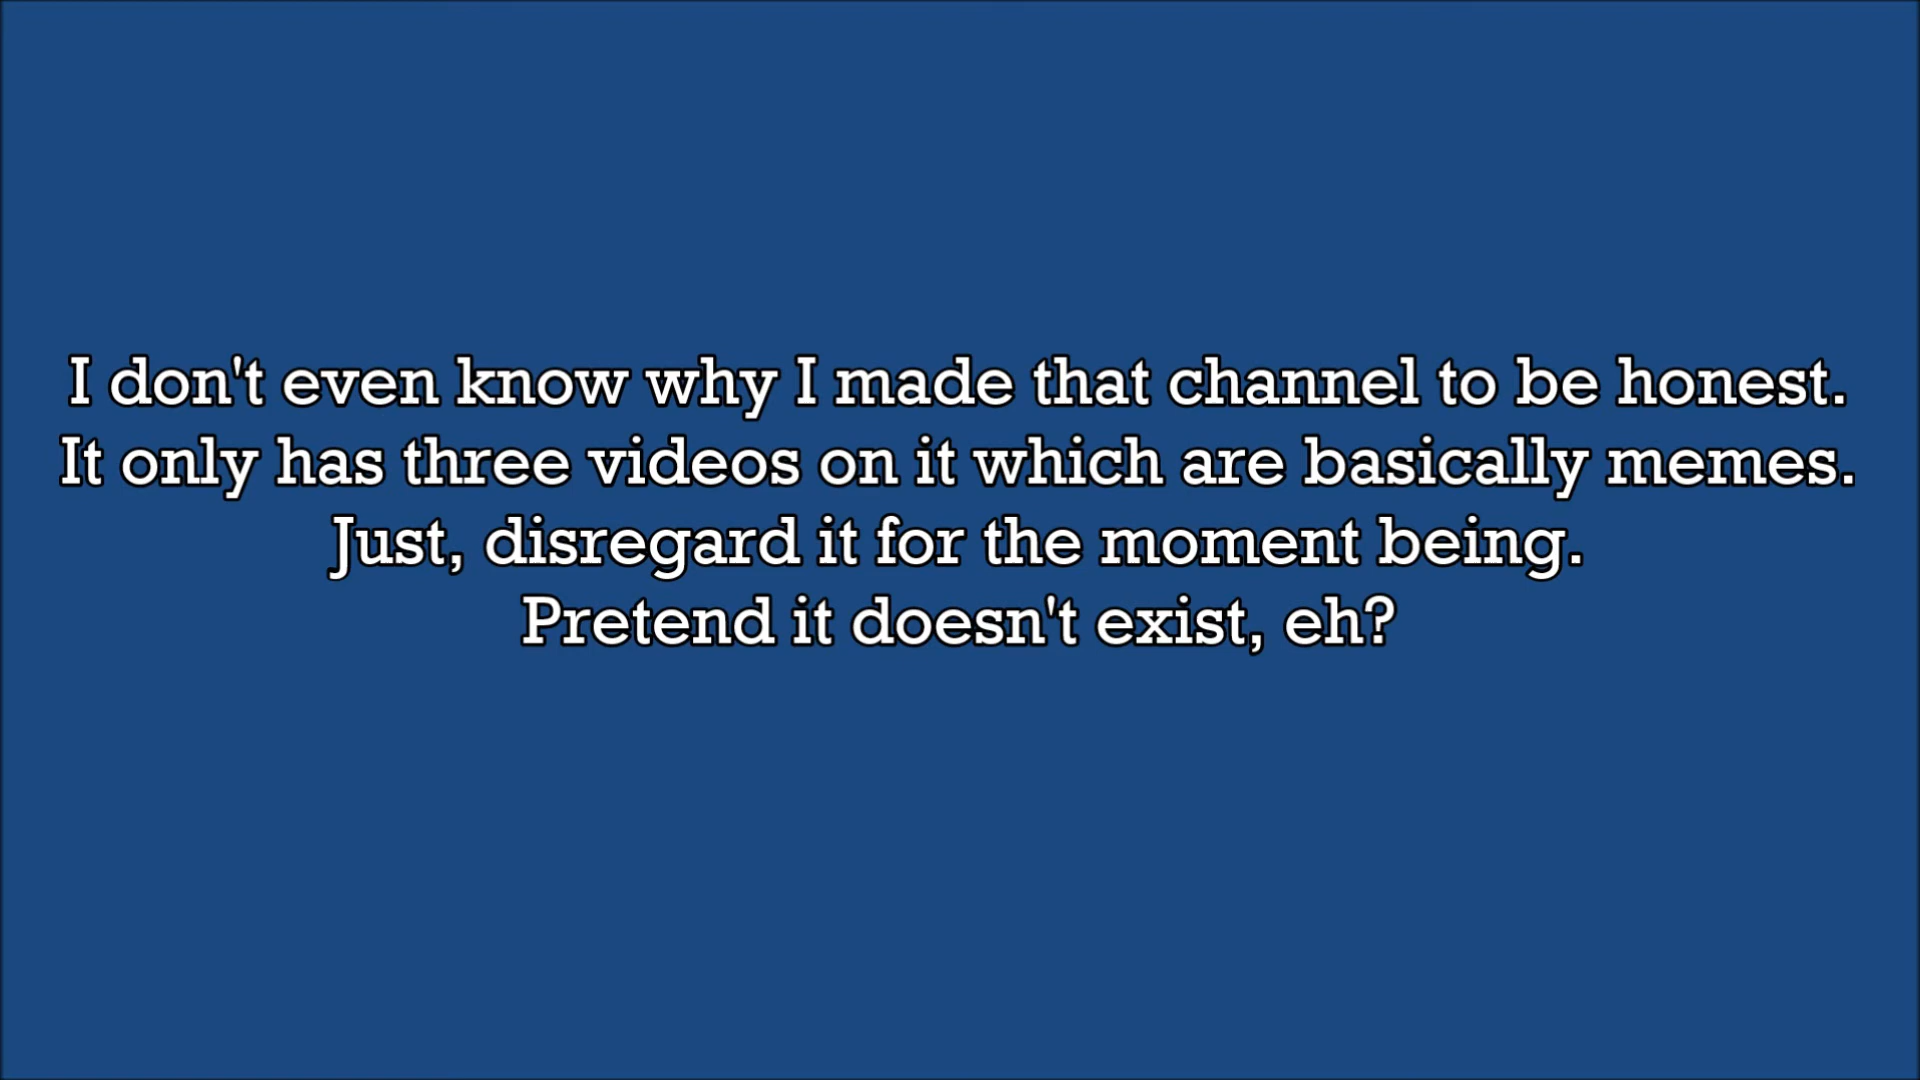 I don't even know why I made that channel to be honest.
It only has three videos on it which are basically memes.
Just, disregard it for the moment being.
Pretend it doesn't exist, eh?